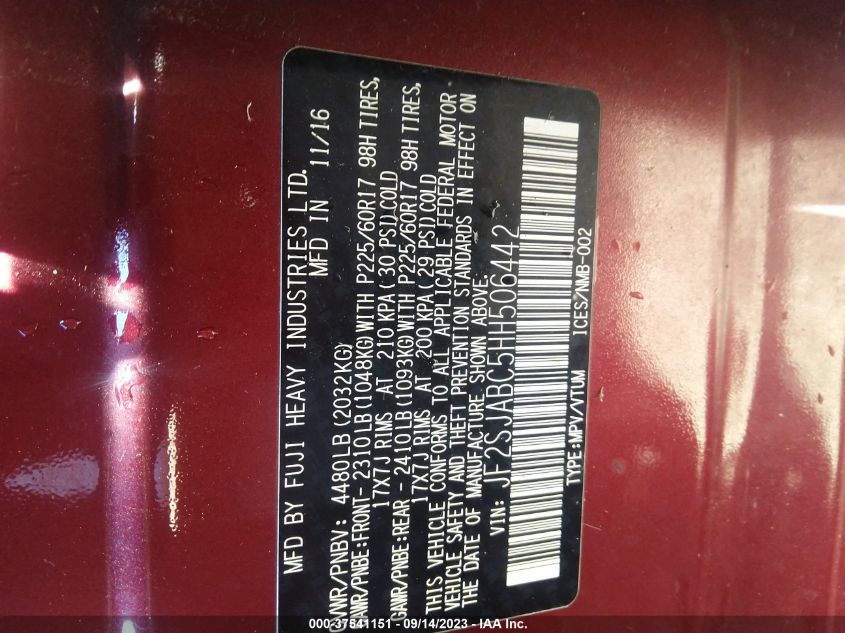 MFD BY FUJI HEAVY INDUSTRIES LTD.
MFD IN 11/16
GVWR/PNBV: 4480LB(2032KG)
GAWR/PNBE:FRONT- 2310LB(1048KG)WITH P225/60R17 98H TIRES,
17X7J RIMS AT 210 KPA(30 PSI)COLD
GAWR/PNBE:REAR -2410LB(1093KG)WITH P225/60R17 98H TIRES,
17X7J RIMS AT 200 KPA(29 PSI)COLD
THIS VEHICLE CONFORMS TO ALL APPLICABLE FEDERAL MOTOR
VEHICLE SAFETY AND THEFT PREVENTION STANDARDS IN EFFECT ON
THE DATE OF MANUFACTURE SHOWN ABOVE.
VIN: JF2SJABC5HH506442
TYPE:MPV/VTUM ICES/NMB-002
000-37541151 - 09/14/2023 - IAA Inc.